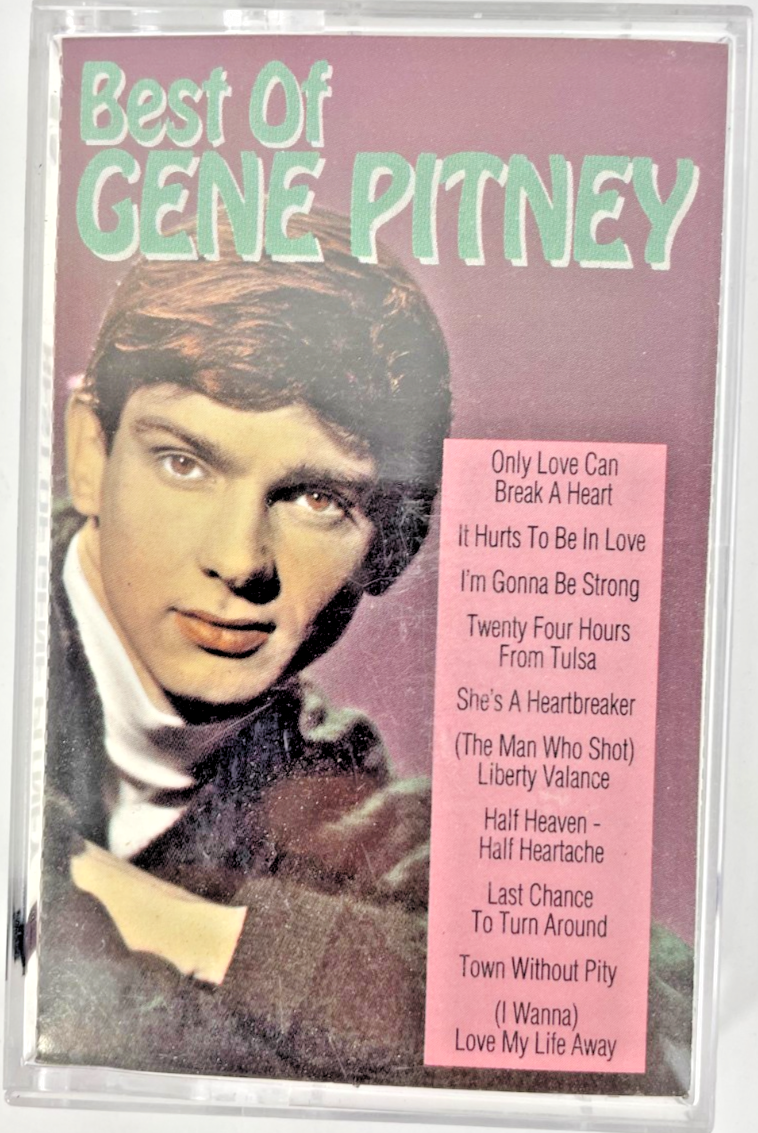 Best Of
GENE PITNEY
Only Love Can
Break A Heart
It Hurts To Be In Love
I'm Gonna Be Strong
Twenty Four Hours
From Tulsa
She's A Heartbreaker
(The Man Who Shot)
Liberty Valance
Half Heaven -
Half Heartache
Last Chance
To Turn Around
Town Without Pity
(I Wanna)
Love My Life Away